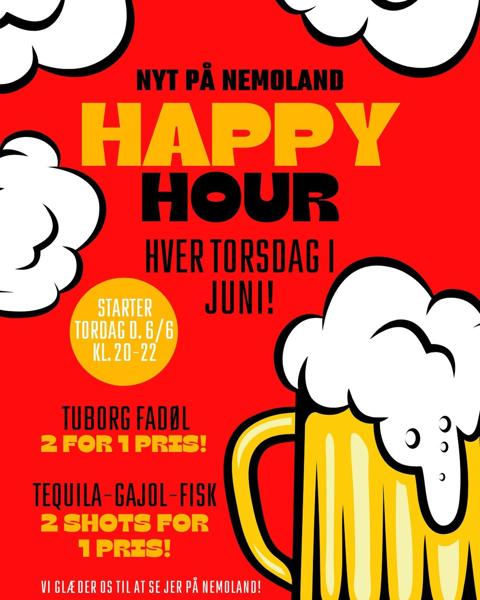 NYT PÅ NEMOLAND
HAPPY
HOUR
HVER TORSDAG I
JUNI!
STARTER
TORDAG D. 6/6
KL. 20-22
TUBORG FADØL
2 FOR 1 PRIS!
TEQUILA-GAJOL-FISK
2 SHOTS FOR
1 PRIS!
VI GLÆDER OS TIL AT SE JER PÅ NEMOLAND!